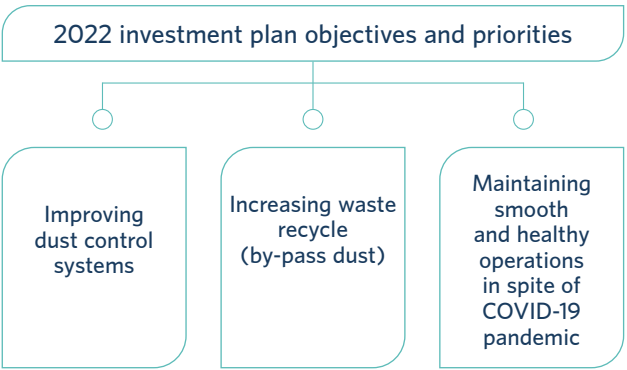 2022 investment plan objectives and priorities
Improving
dust control
systems
Increasing waste
recycle
(by-pass dust)
Maintaining
smooth
and healthy
operations
in spite of
COVID-19
pandemic